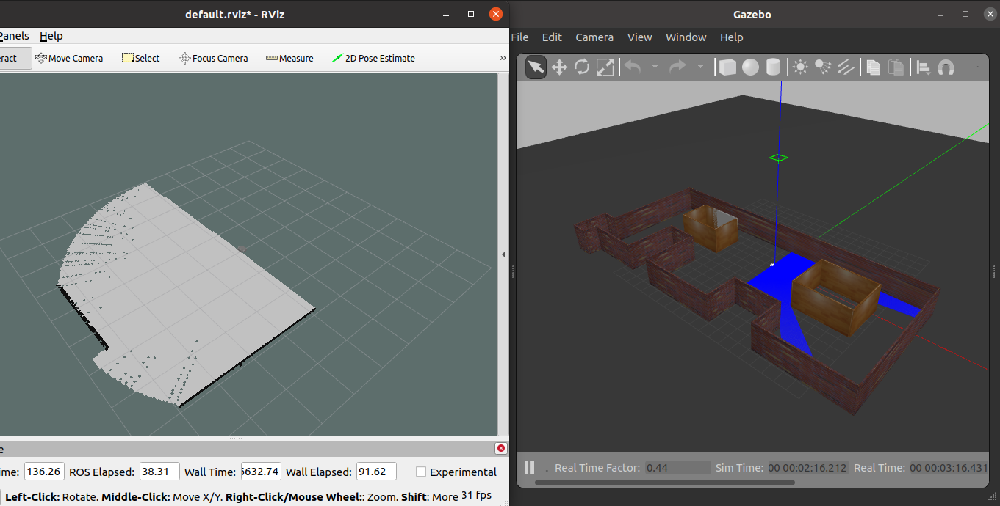 default.rviz* - RViz
Panels Help
eract Move Camera Select Focus Camera Measure 2D Pose Estimate »
e
ime: 136.26 ROS Elapsed: 38.31 Wall Time: 5632.74 Wall Elapsed: 91.62 Experimental
Left-Click: Rotate. Middle-Click: Move X/Y. Right-Click/Mouse Wheel:: Zoom. Shift: More 31 fps
Gazebo
File Edit Camera View Window Help
Real Time Factor: 0.44 Sim Time: 00 00:02:16.212 Real Time: 00 00:03:16.431